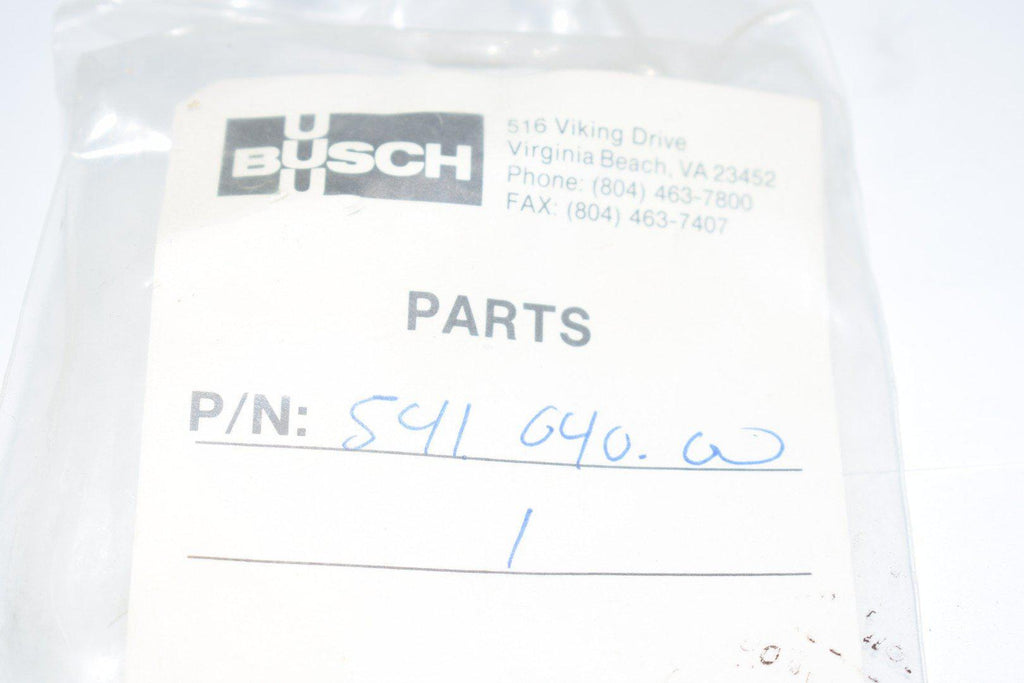 BUSCH
516 Viking Drive
Virginia Beach, VA 23452
Phone: (804) 463-7800
FAX: (804) 463-7407
PARTS
P/N: 541.040.00
1